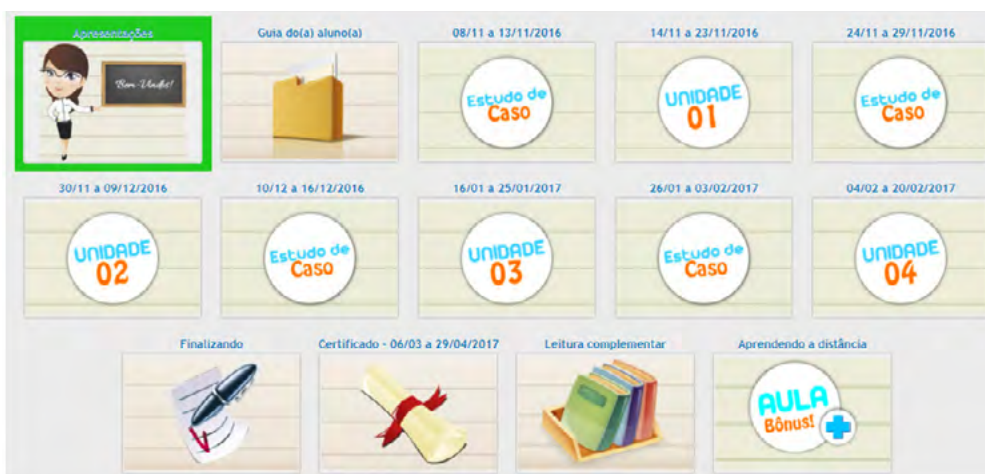 Apresentações
Bem-Vindo!
Guia do(a) aluno(a)
08/11 a 13/11/2016
Estudo de
Caso
14/11 a 23/11/2016
UNIDADE
01
24/11 a 29/11/2016
Estudo de
Caso
30/11 a 09/12/2016
UNIDADE
02
10/12 a 16/12/2016
Estudo de
Caso
16/01 a 25/01/2017
UNIDADE
03
26/01 a 03/02/2017
Estudo de
Caso
04/02 a 20/02/2017
UNIDADE
04
Finalizando
Certificado - 06/03 a 29/04/2017
Leitura complementar
Aprendendo a distância
AULA
Bônus!